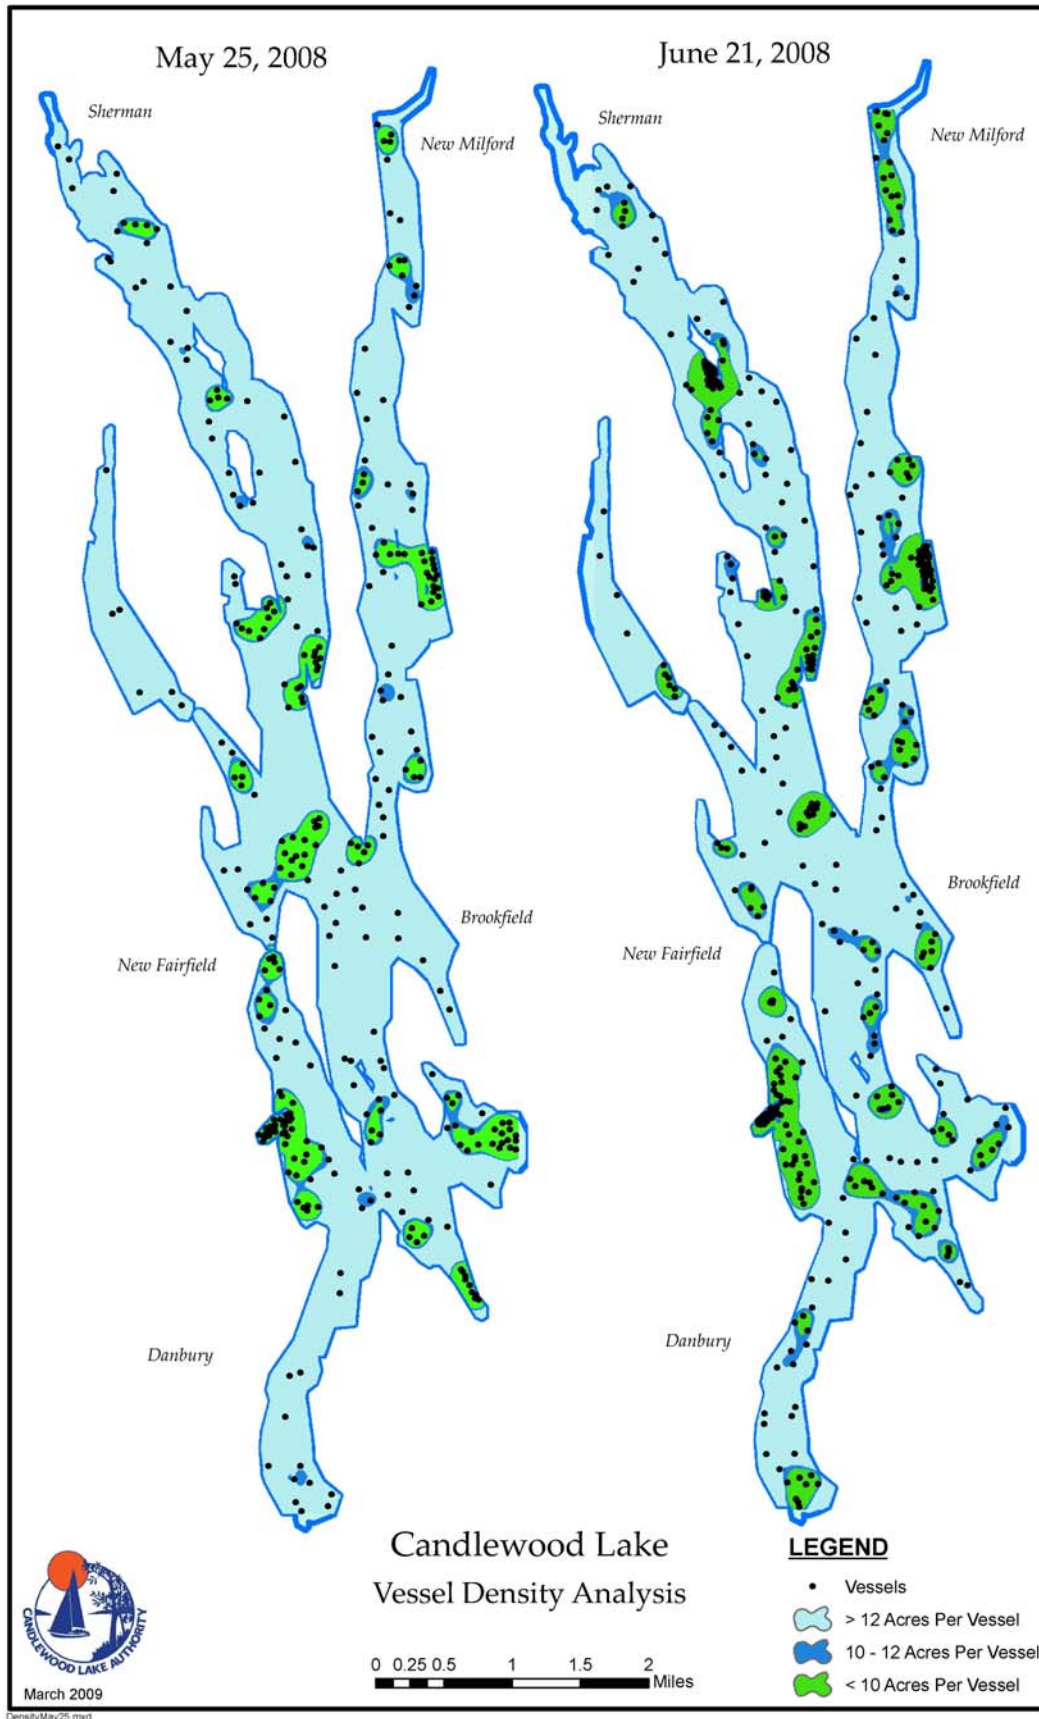 May 25, 2008
June 21, 2008
Sherman
New Milford
Sherman
New Milford
Brookfield
New Fairfield
Brookfield
New Fairfield
Danbury
Danbury
Candlewood Lake
Vessel Density Analysis
0 0.25 0.5 1 1.5 2
Miles
LEGEND
Vessels
> 12 Acres Per Vessel
10 - 12 Acres Per Vessel
< 10 Acres Per Vessel
CANDLEWOOD LAKE AUTHORITY
March 2009
DensityMay25.mxd